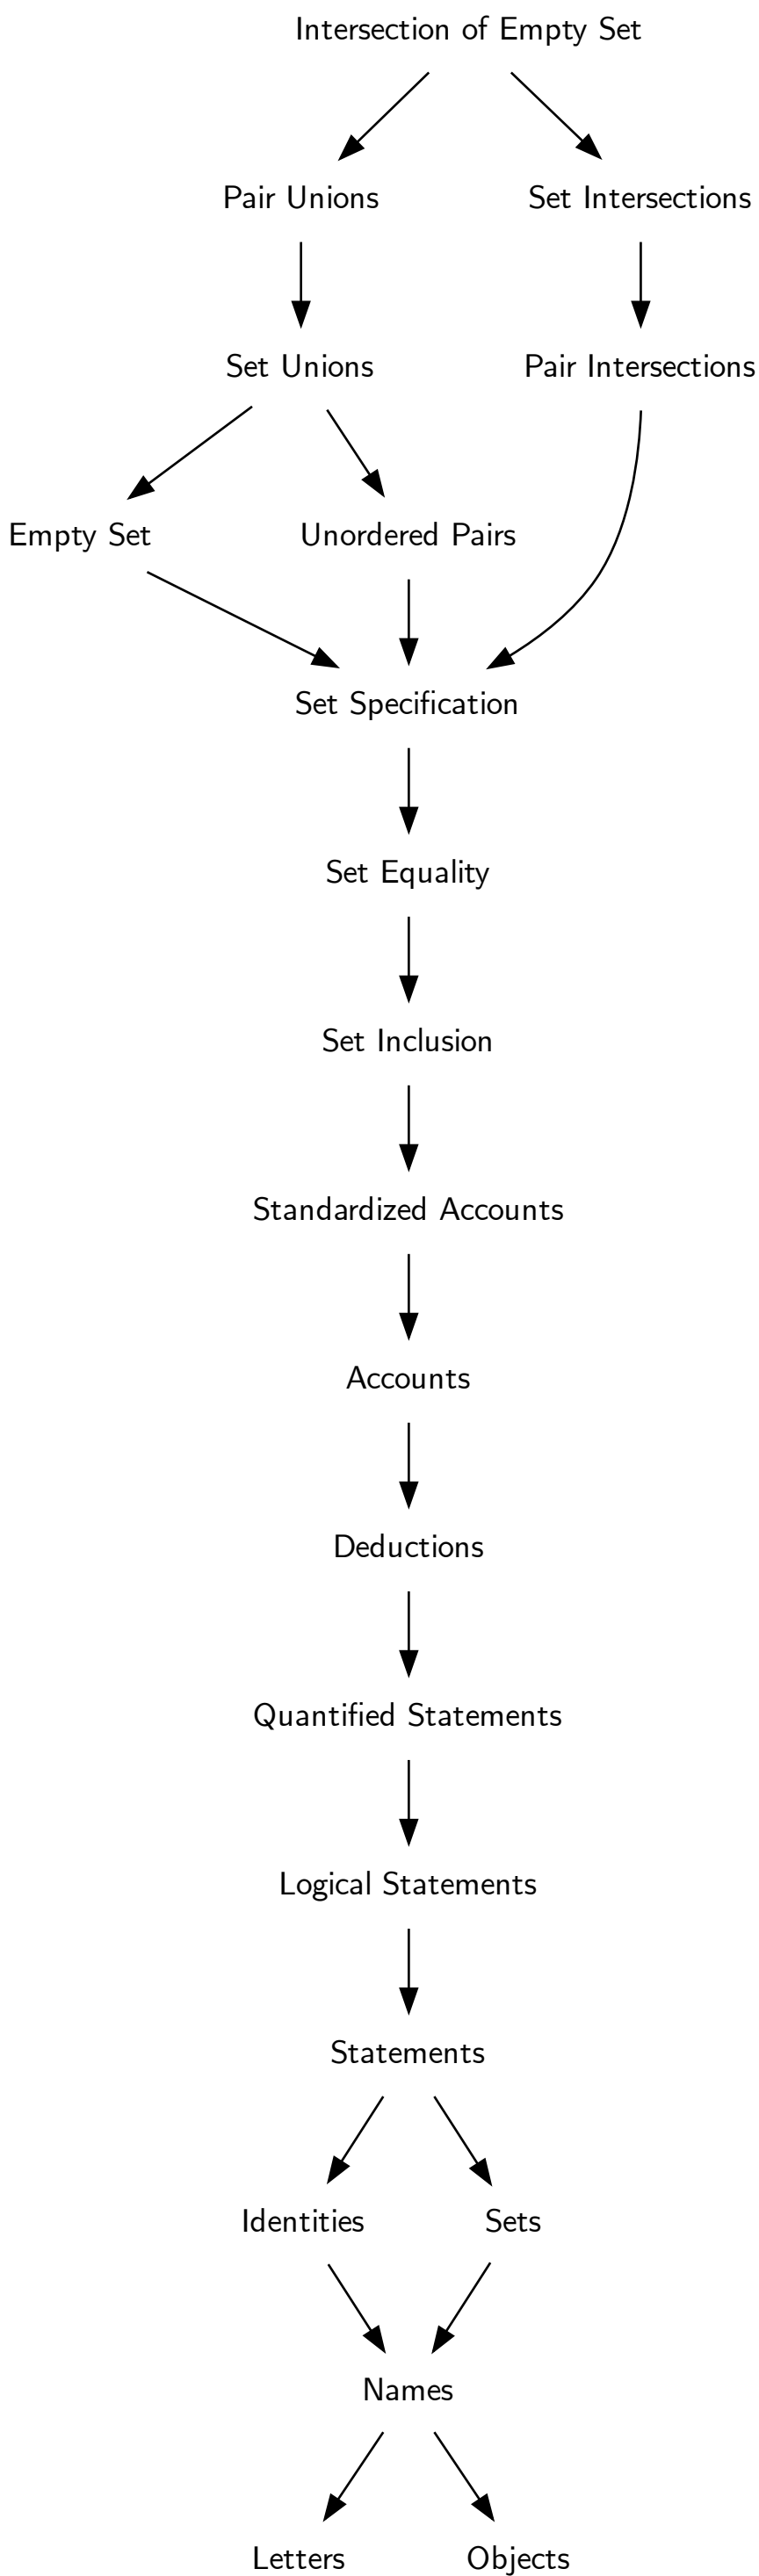 Intersection of Empty Set
Pair Unions
Set Intersections
Set Unions
Pair Intersections
Empty Set
Unordered Pairs
Set Specification
Set Equality
Set Inclusion
Standardized Accounts
Accounts
Deductions
Quantified Statements
Logical Statements
Statements
Identities
Sets
Names
Letters
Objects